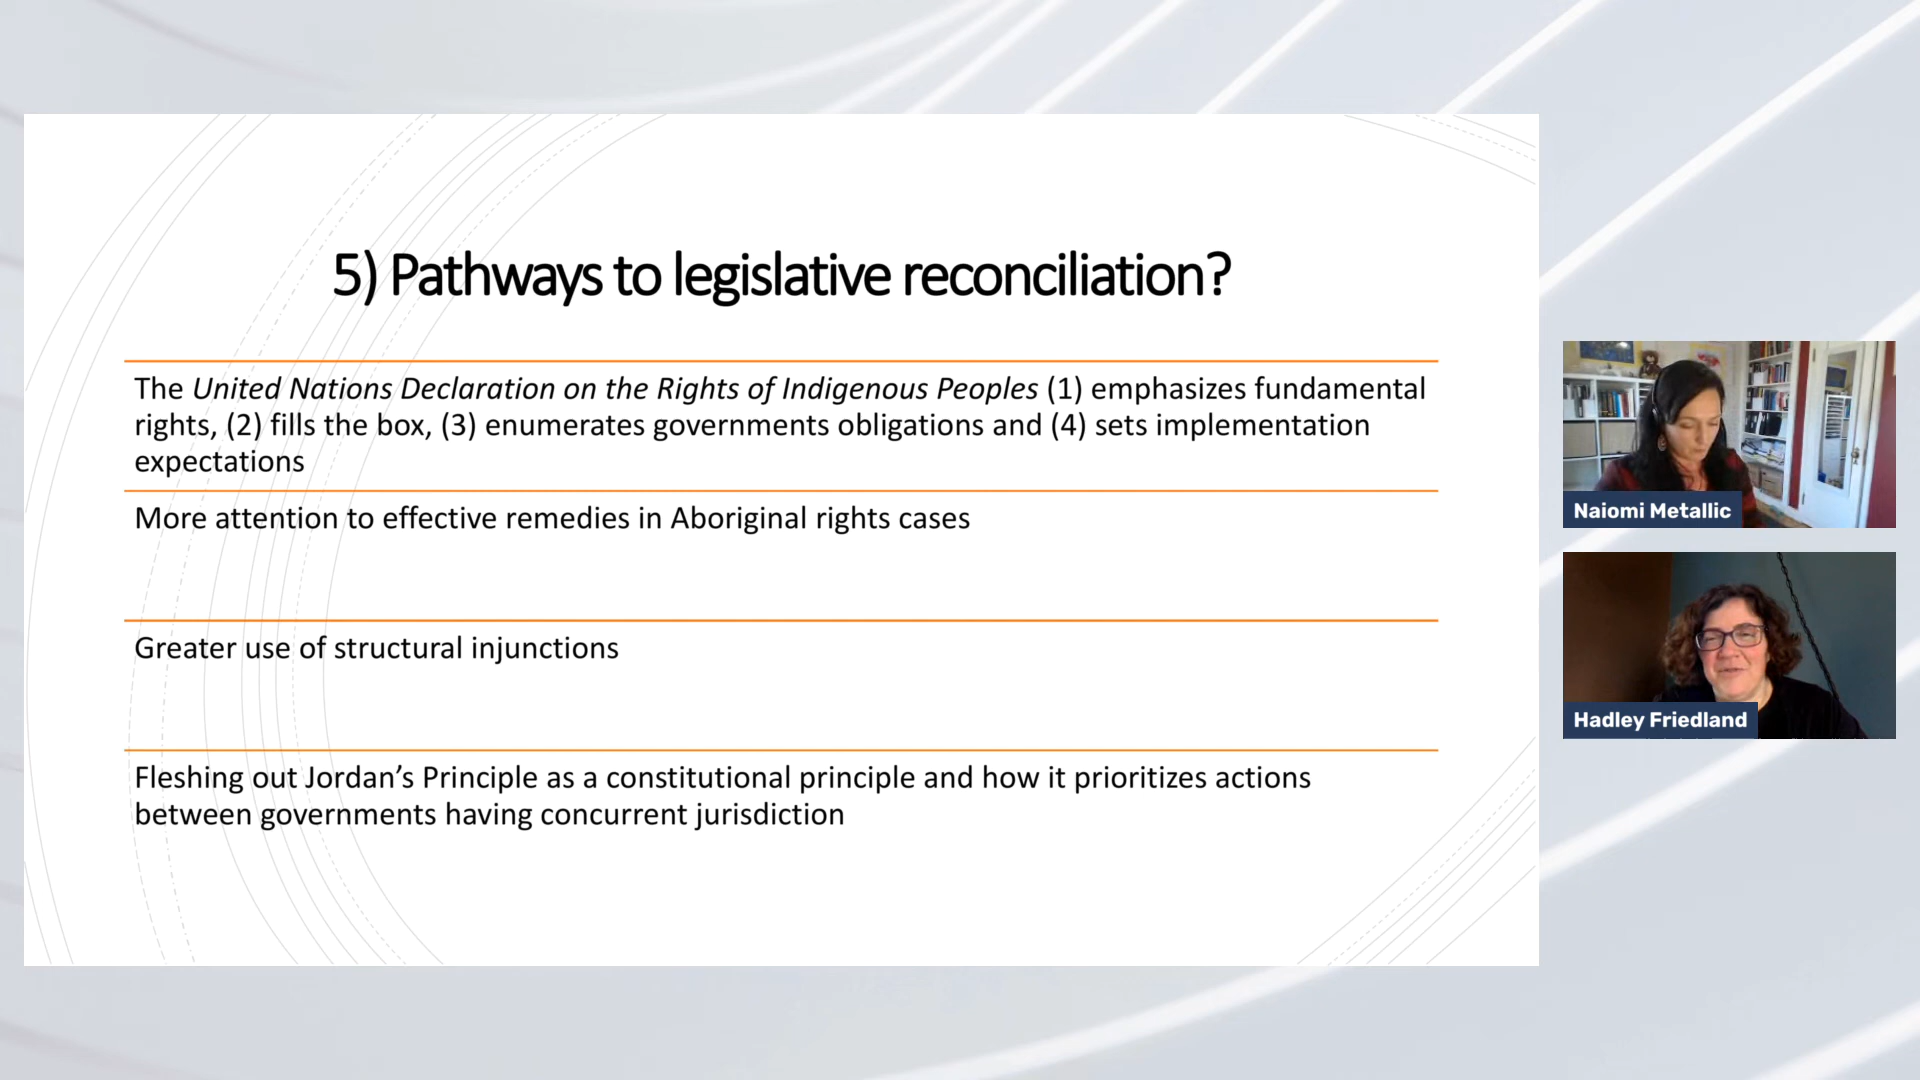 5) Pathways to legislative reconciliation?
The United Nations Declaration on the Rights of Indigenous Peoples (1) emphasizes fundamental
rights, (2) fills the box, (3) enumerates governments obligations and (4) sets implementation
expectations
More attention to effective remedies in Aboriginal rights cases
Greater use of structural injunctions
Fleshing out Jordan’s Principle as a constitutional principle and how it prioritizes actions
between governments having concurrent jurisdiction
Naiomi Metallic
Hadley Friedland